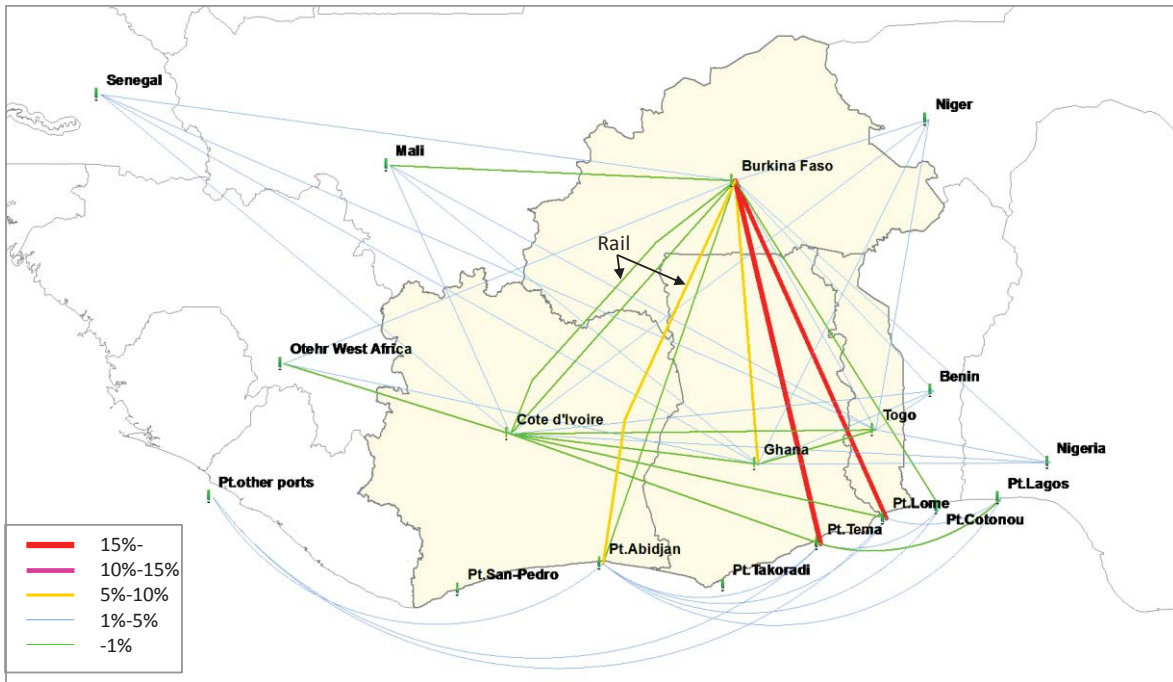 Senegal
Niger
Mali
Burkina Faso
Rail
Otehr West Africa
Benin
Cote d'Ivoire
Togo
Ghana
Nigeria
Pt.other ports
Pt.Lagos
Pt.Lome
Pt.Cotonou
Pt.Tema
Pt.Abidjan
Pt.San-Pedro
Pt.Takoradi
15%-
10%-15%
5%-10%
1%-5%
-1%